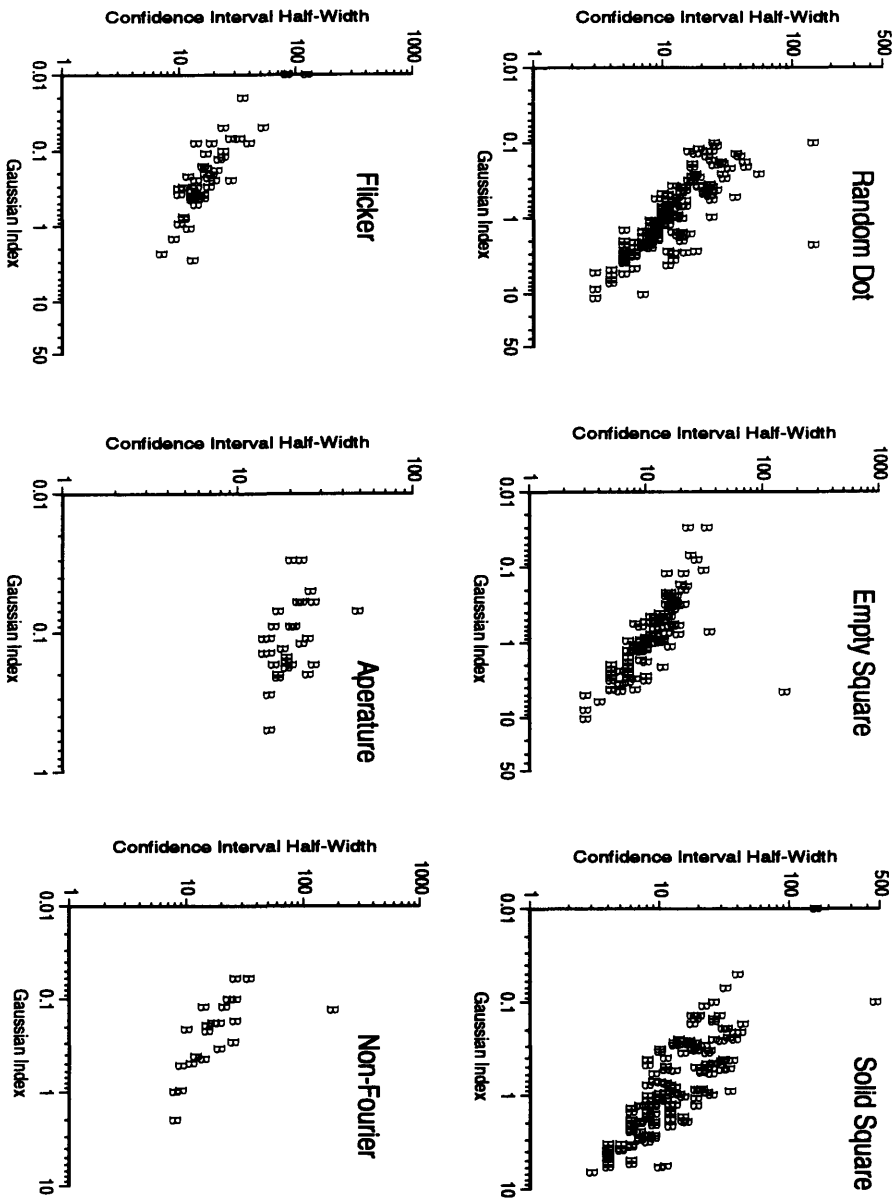 Random Dot
Confidence Interval Half-Width
500
100
10
1
0.01 0.1 1 10 50
Gaussian Index
Empty Square
Confidence Interval Half-Width
1000
100
10
1
0.01 0.1 1 10 50
Gaussian Index
Solid Square
Confidence Interval Half-Width
500
100
10
1
0.01 0.1 1 10
Gaussian Index
Flicker
Confidence Interval Half-Width
1000
100
10
1
0.01 0.1 1 10 50
Gaussian Index
Aperature
Confidence Interval Half-Width
100
10
1
0.01 0.1 1
Gaussian Index
Non-Fourier
Confidence Interval Half-Width
1000
100
10
1
0.01 0.1 1 10
Gaussian Index